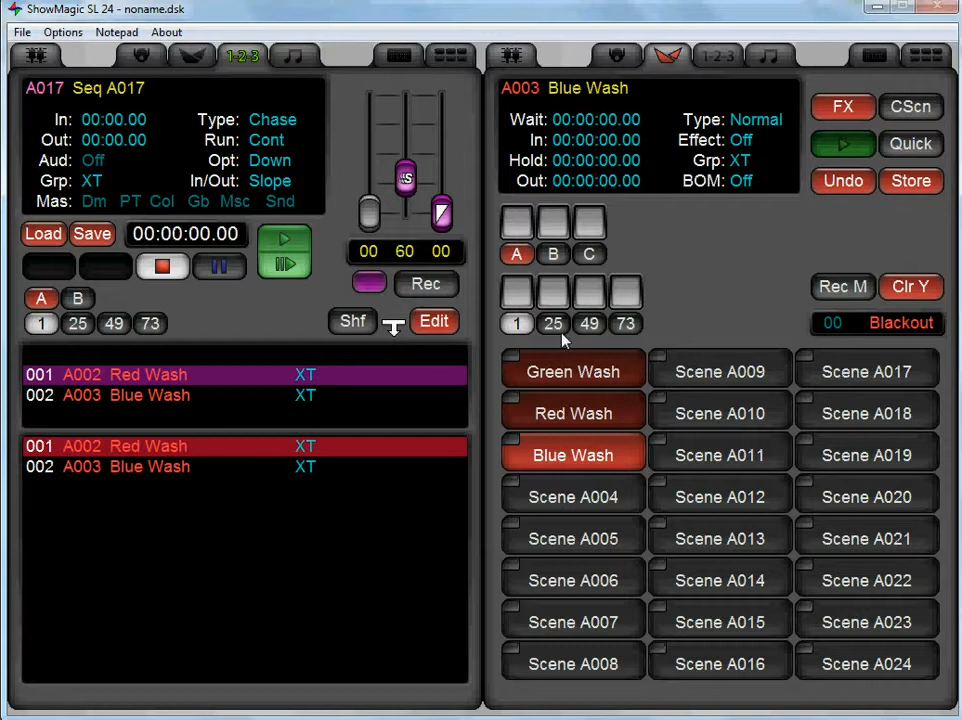 ShowMagic SL 24 - noname.dsk
File Options Notepad About
1-2-3
A017 Seq A017
In: 00:00.00 Type: Chase
Out: 00:00.00 Run: Cont
Aud: Off Opt: Down
Grp: XT In/Out: Slope
Mas: Dm PT Col Gb Msc Snd
S
Load Save 00:00:00.00
00 60 00
Rec
A B
1 25 49 73
Shf Edit
001 A002 Red Wash XT
002 A003 Blue Wash XT
001 A002 Red Wash XT
002 A003 Blue Wash XT
1-2-3
A003 Blue Wash
Wait: 00:00:00.00 Type: Normal
In: 00:00:00.00 Effect: Off
Hold: 00:00:00.00 Grp: XT
Out: 00:00:00.00 BOM: Off
FX CScn
Quick
Undo Store
A B C
Rec M Clr Y
1 25 49 73
00 Blackout
Green Wash Scene A009 Scene A017
Red Wash Scene A010 Scene A018
Blue Wash Scene A011 Scene A019
Scene A004 Scene A012 Scene A020
Scene A005 Scene A013 Scene A021
Scene A006 Scene A014 Scene A022
Scene A007 Scene A015 Scene A023
Scene A008 Scene A016 Scene A024